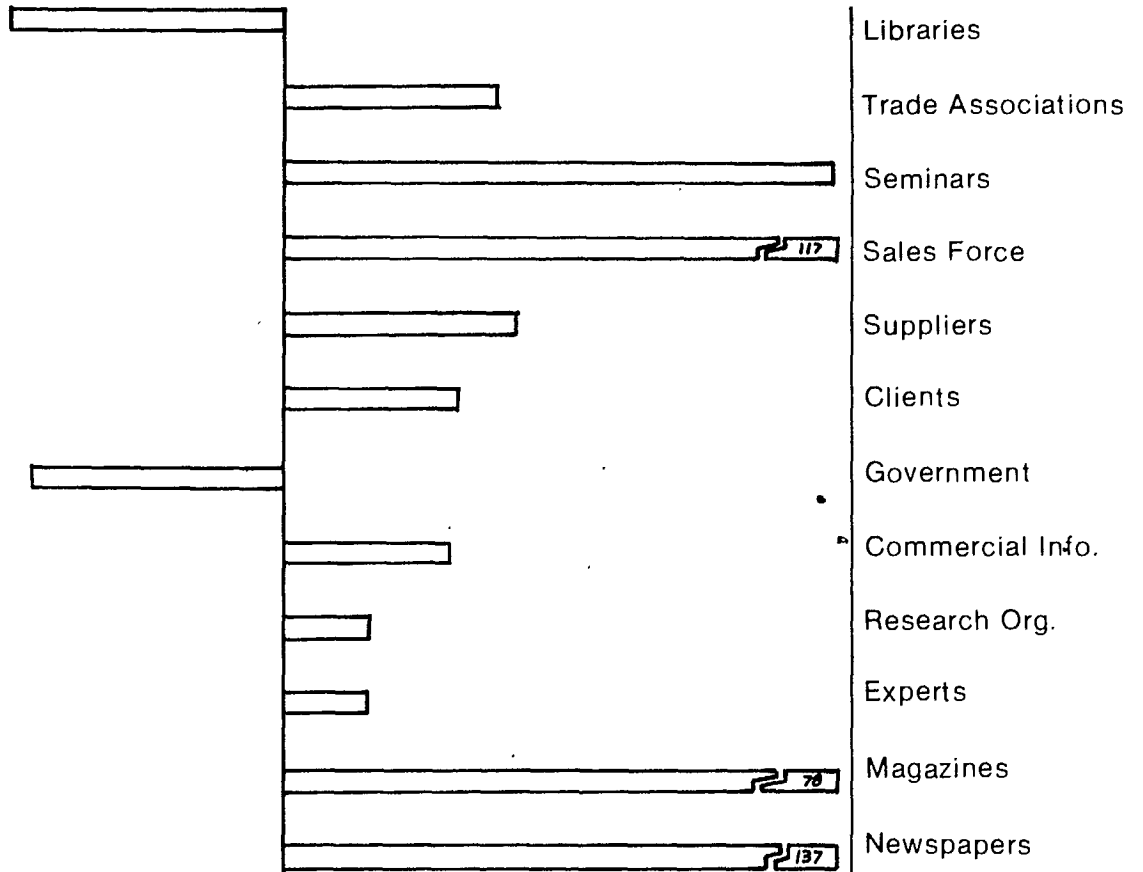 Libraries
Trade Associations
Seminars
117
Sales Force
Suppliers
Clients
Government
Commercial Info.
Research Org.
Experts
78
Magazines
137
Newspapers